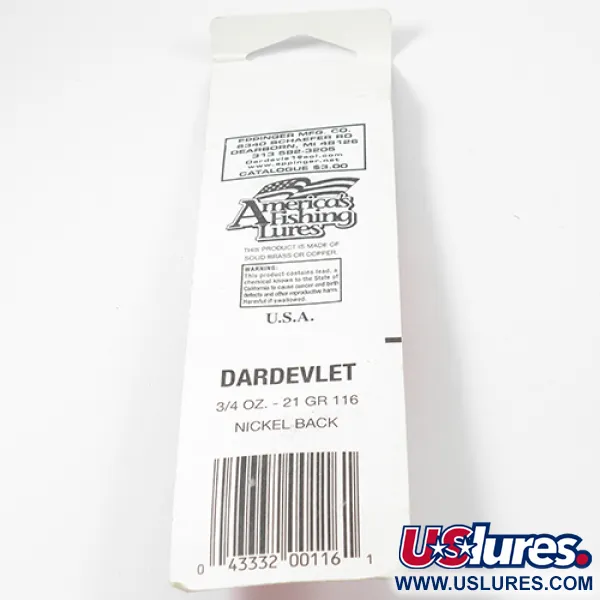 EPPINGER MFG. CO.
6340 SCHAEFER RD
DEARBORN, MI 48126
313 582-3205
Dardevle1@aol.com
www.eppinger.net
CATALOGUE $3.00
America's
Fishing
Lures
THIS PRODUCT IS MADE OF
SOLID BRASS OR COPPER.
WARNING:
This product contains lead, a
chemical known to the State of
California to cause cancer and birth
defects and other reproductive harm.
Harmful if swallowed.
U.S.A.
DARDEVLET
3/4 OZ. - 21 GR 116
NICKEL BACK
0 43332 00116 1
USlures.
WWW.USLURES.COM